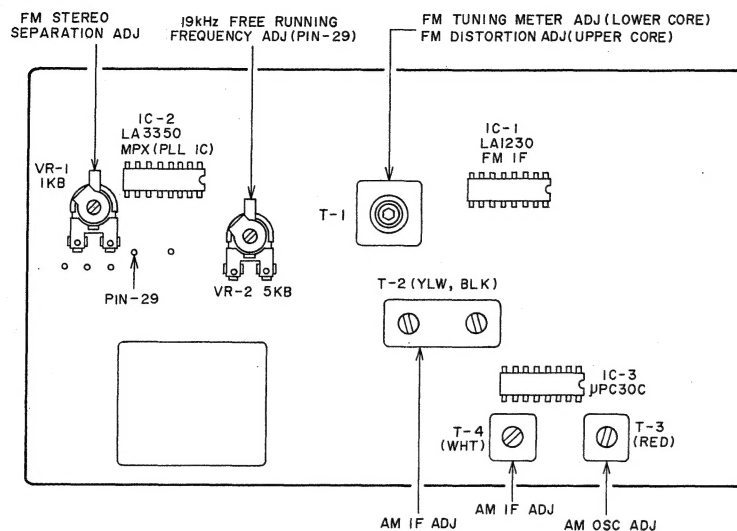 FM STEREO
SEPARATION ADJ
19kHz FREE RUNNING
FREQUENCY ADJ (PIN-29)
FM TUNING METER ADJ (LOWER CORE)
FM DISTORTION ADJ (UPPER CORE)
IC-2
LA3350
MPX (PLL IC)
IC-1
LA1230
FM IF
VR-1
1KB
T-1
PIN-29
VR-2 5KB
T-2 (YLW, BLK)
IC-3
μPC30C
T-4
(WHT)
T-3
(RED)
AM IF ADJ
AM IF ADJ
AM OSC ADJ